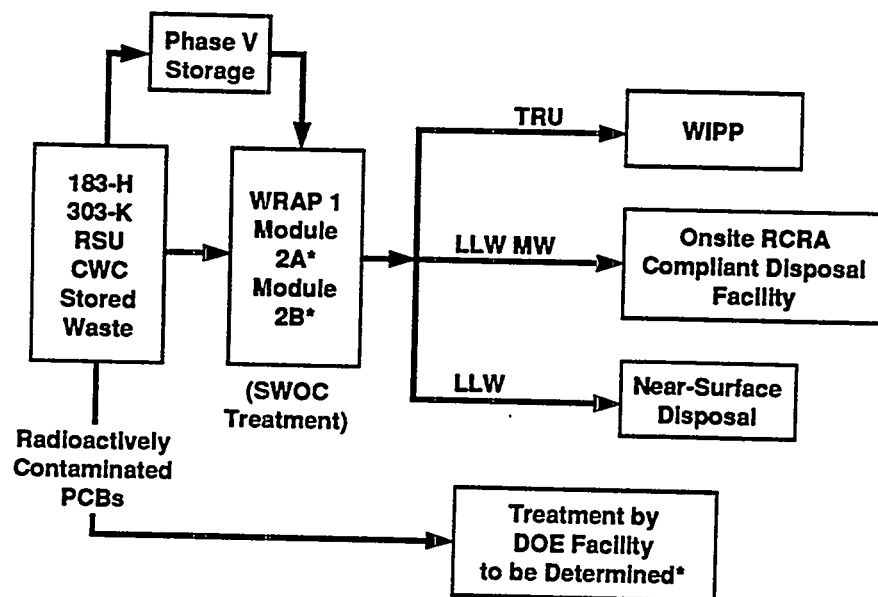 Phase V
Storage
183-H
303-K
RSU
CWC
Stored
Waste
WRAP 1
Module
2A*
Module
2B*
(SWOC
Treatment)
TRU
WIPP
LLW MW
Onsite RCRA
Compliant Disposal
Facility
LLW
Near-Surface
Disposal
Radioactively
Contaminated
PCBs
Treatment by
DOE Facility
to be Determined*